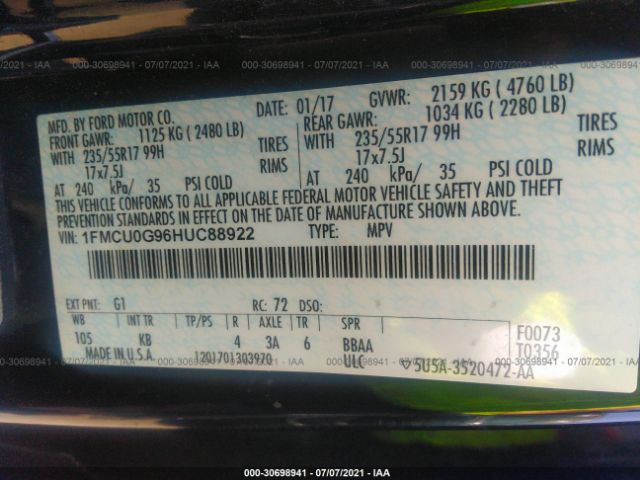 000-30698941 - 07/07/2021 - IAA
MFD. BY FORD MOTOR CO.
DATE: 01/17 GVWR: 2159 KG ( 4760 LB)
FRONT GAWR: 1125 KG ( 2480 LB)
REAR GAWR: 1034 KG ( 2280 LB)
WITH 235/55R17 99H TIRES
WITH 235/55R17 99H TIRES
17x7.5J RIMS
17x7.5J RIMS
AT 240 kPa/ 35 PSI COLD
AT 240 kPa/ 35 PSI COLD
THIS VEHICLE CONFORMS TO ALL APPLICABLE FEDERAL MOTOR VEHICLE SAFETY AND THEFT
PREVENTION STANDARDS IN EFFECT ON THE DATE OF MANUFACTURE SHOWN ABOVE.
VIN: 1FMCU0G96HUC88922 TYPE: MPV
EXT PNT: G1 RC: 72 DSO:
WB INT TR TP/PS R AXLE TR SPR
105 KB 4 3A 6 BBAA
F0073
T0356
MADE IN U.S.A. 1201701303970 ULC 5U5A-3520472-AA
000-30698941 - 07/07/2021 - IAA